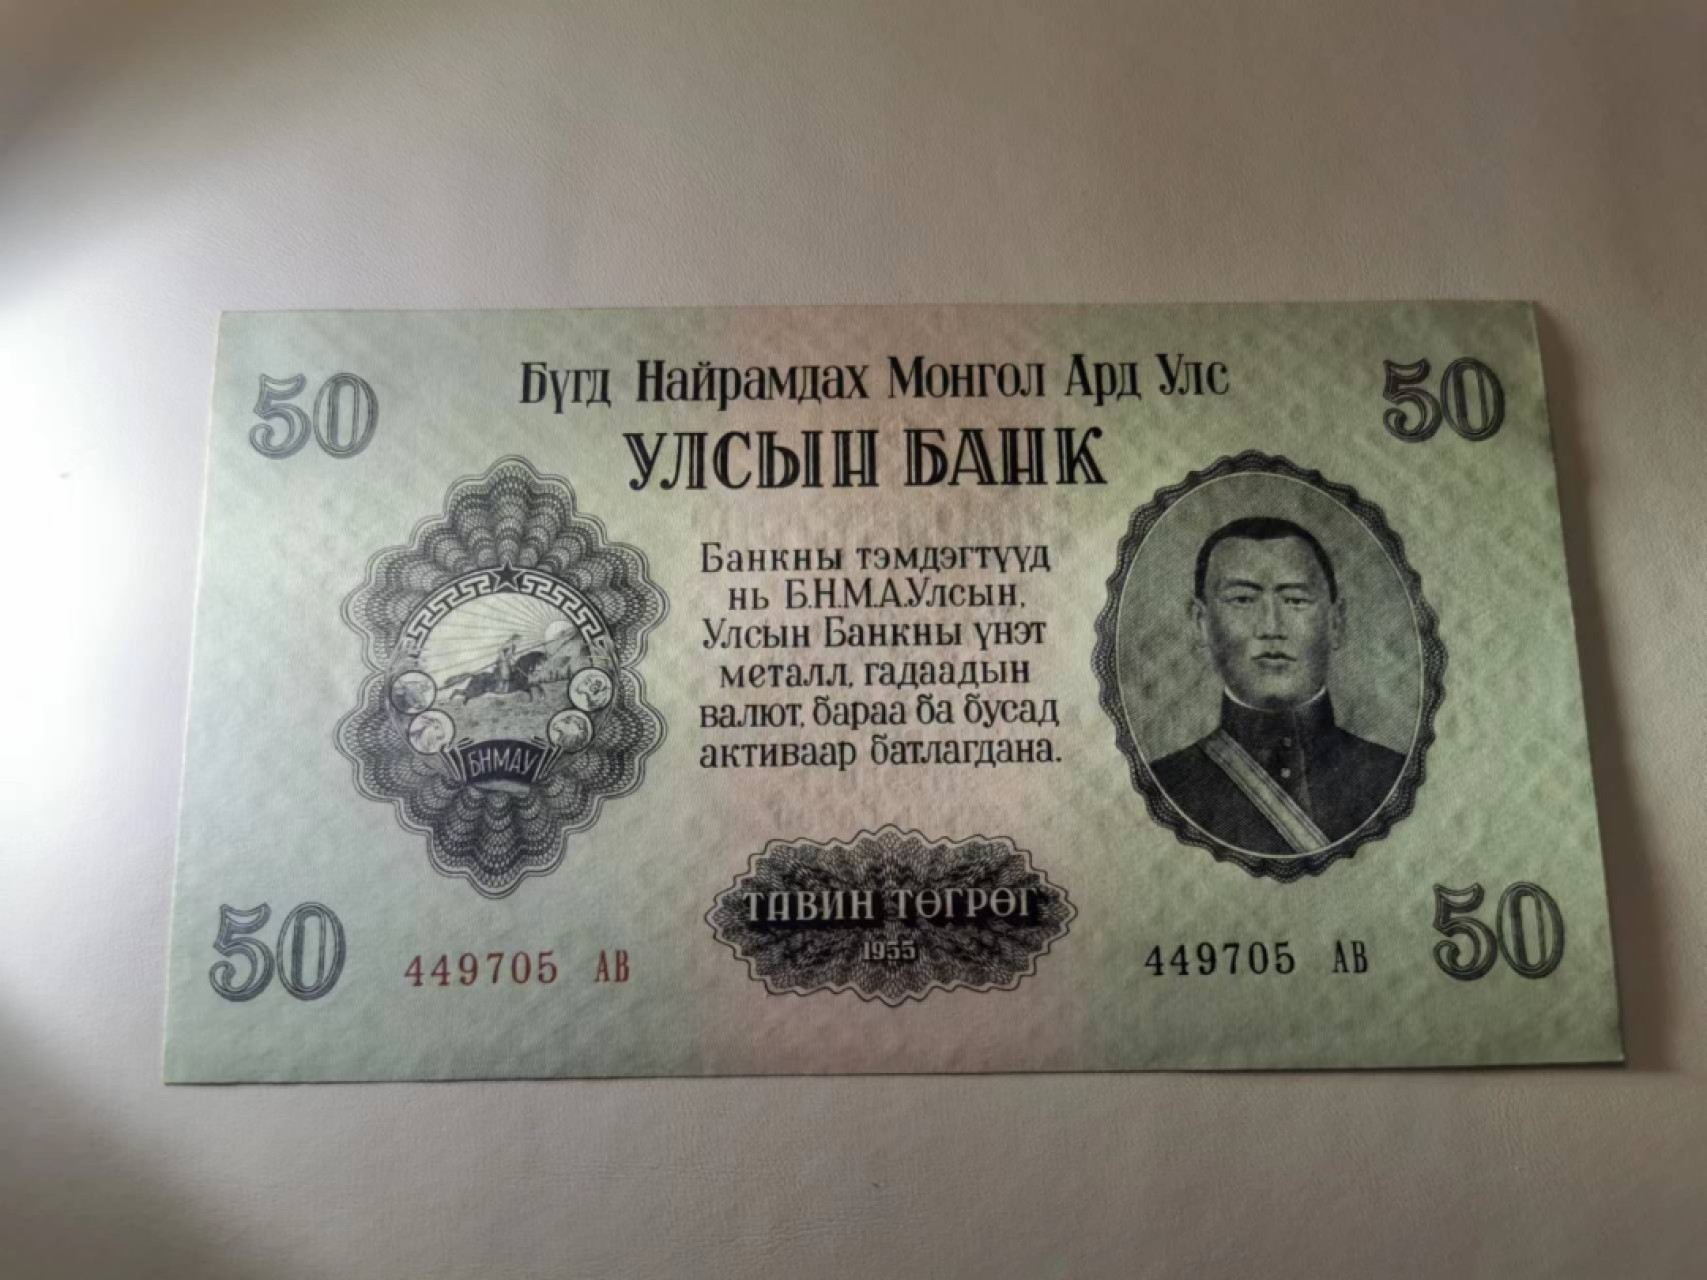 50
Бүгд Найрамдах Монгол Ард Улс
50
УЛСЫН БАНК
Банкны тэмдэгтүүд
нь Б.Н.М.А.Улсын,
Улсын Банкны үнэт
металл, гадаадын
валют, бараа ба бусад
активаар батлагдана.
БНМАУ
ТАВИН ТӨГРӨГ
1955
50
449705 АВ
449705 АВ
50